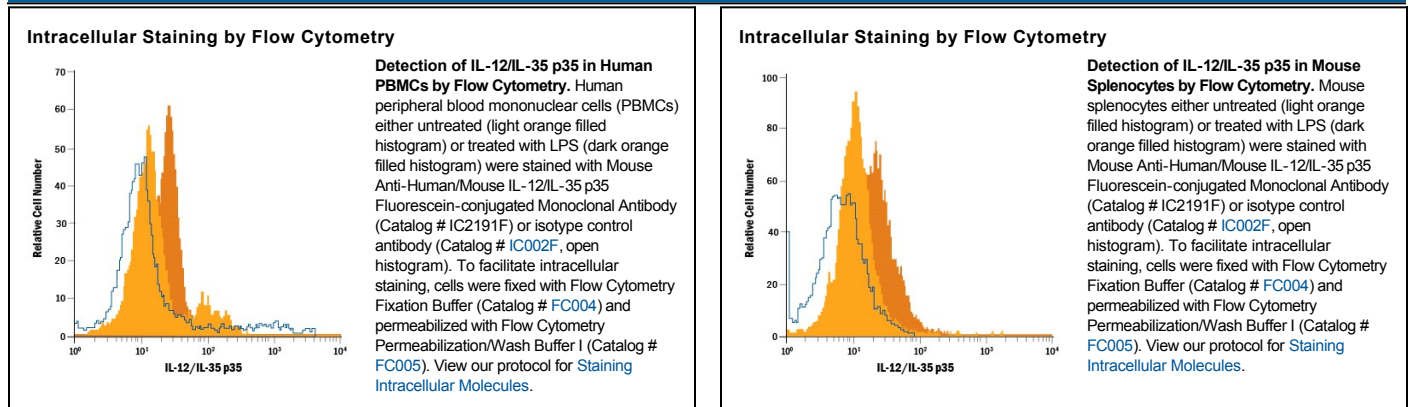 Intracellular Staining by Flow Cytometry
70
60
50
40
30
20
10
0
Relative Cell Number
10⁰ 10¹ 10² 10³ 10⁴
IL-12/IL-35 p35
Detection of IL-12/IL-35 p35 in Human
PBMCs by Flow Cytometry. Human
peripheral blood mononuclear cells (PBMCs)
either untreated (light orange filled
histogram) or treated with LPS (dark orange
filled histogram) were stained with Mouse
Anti-Human/Mouse IL-12/IL-35 p35
Fluorescein-conjugated Monoclonal Antibody
(Catalog # IC2191F) or isotype control
antibody (Catalog # IC002F, open
histogram). To facilitate intracellular
staining, cells were fixed with Flow Cytometry
Fixation Buffer (Catalog # FC004) and
permeabilized with Flow Cytometry
Permeabilization/Wash Buffer I (Catalog #
FC005). View our protocol for Staining
Intracellular Molecules.
Intracellular Staining by Flow Cytometry
100
80
60
40
20
0
Relative Cell Number
10⁰ 10¹ 10² 10³ 10⁴
IL-12/IL-35 p35
Detection of IL-12/IL-35 p35 in Mouse
Splenocytes by Flow Cytometry. Mouse
splenocytes either untreated (light orange
filled histogram) or treated with LPS (dark
orange filled histogram) were stained with
Mouse Anti-Human/Mouse IL-12/IL-35 p35
Fluorescein-conjugated Monoclonal Antibody
(Catalog # IC2191F) or isotype control
antibody (Catalog # IC002F, open
histogram). To facilitate intracellular
staining, cells were fixed with Flow Cytometry
Fixation Buffer (Catalog # FC004) and
permeabilized with Flow Cytometry
Permeabilization/Wash Buffer I (Catalog #
FC005). View our protocol for Staining
Intracellular Molecules.